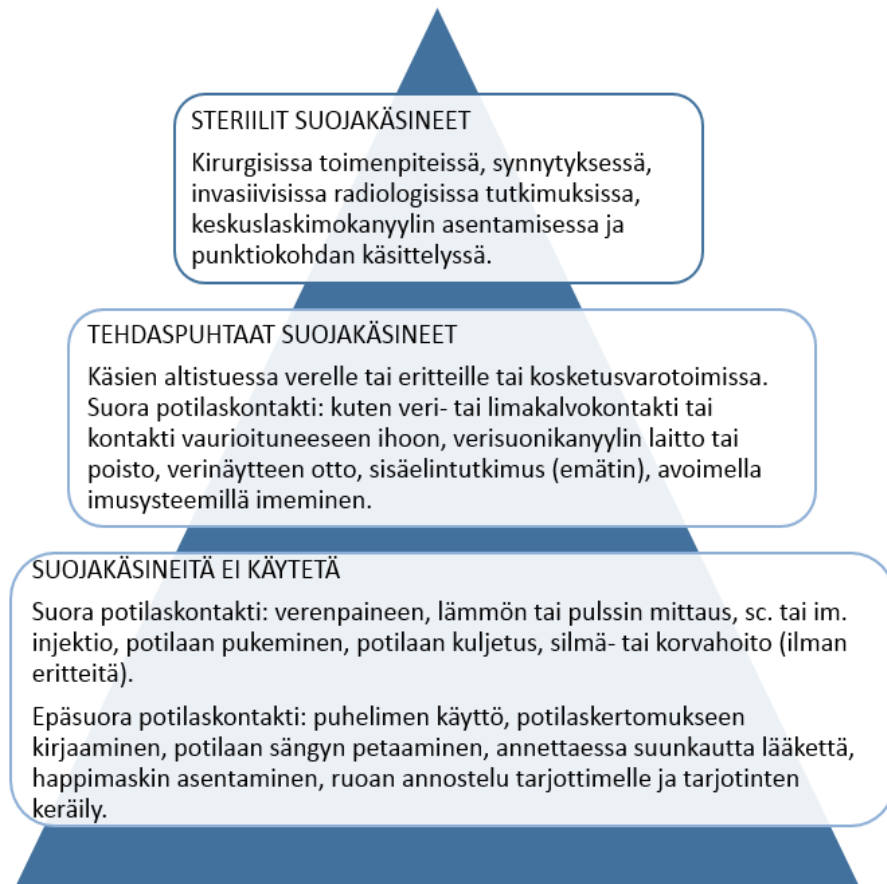 STERIILIT SUOJAKÄSINEET
Kirurgisissa toimenpiteissä, synnytyksessä,
invasiivisissa radiologisissa tutkimuksissa,
keskuslaskimokanyylin asentamisessa ja
punktiokohdan käsittelyssä.
TEHDASPUHTAAT SUOJAKÄSINEET
Käsien altistuessa verelle tai eritteille tai kosketusvarotoimissa.
Suora potilaskontakti: kuten veri- tai limakalvokontakti tai
kontakti vaurioituneeseen ihoon, verisuonikanyylin laitto tai
poisto, verinäytteen otto, sisäelintutkimus (emätin), avoimella
imusysteemillä imeminen.
SUOJAKÄSINEITÄ EI KÄYTETÄ
Suora potilaskontakti: verenpaineen, lämmön tai pulssin mittaus, sc. tai im.
injektio, potilaan pukeminen, potilaan kuljetus, silmä- tai korvahoito (ilman
eritteitä).
Epäsuora potilaskontakti: puhelimen käyttö, potilaskertomukseen
kirjaaminen, potilaan sängyn petaaminen, annettaessa suunkautta lääkettä,
happimaskin asentaminen, ruoan annostelu tarjottimelle ja tarjotinten
keräily.